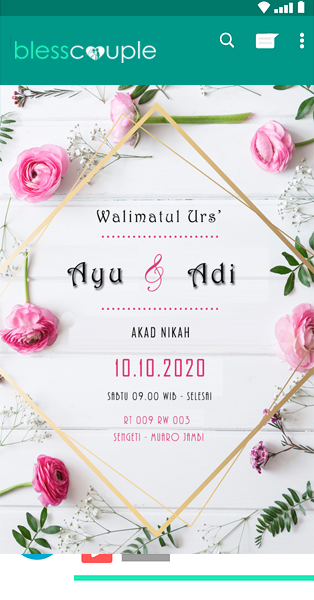 blesscouple
Walimatul Urs'
Ayu & Adi
AKAD NIKAH
10.10.2020
SABTU 09.00 WIB - SELESAI
RT 009 RW 003
SENGETI - MUARO JAMBI